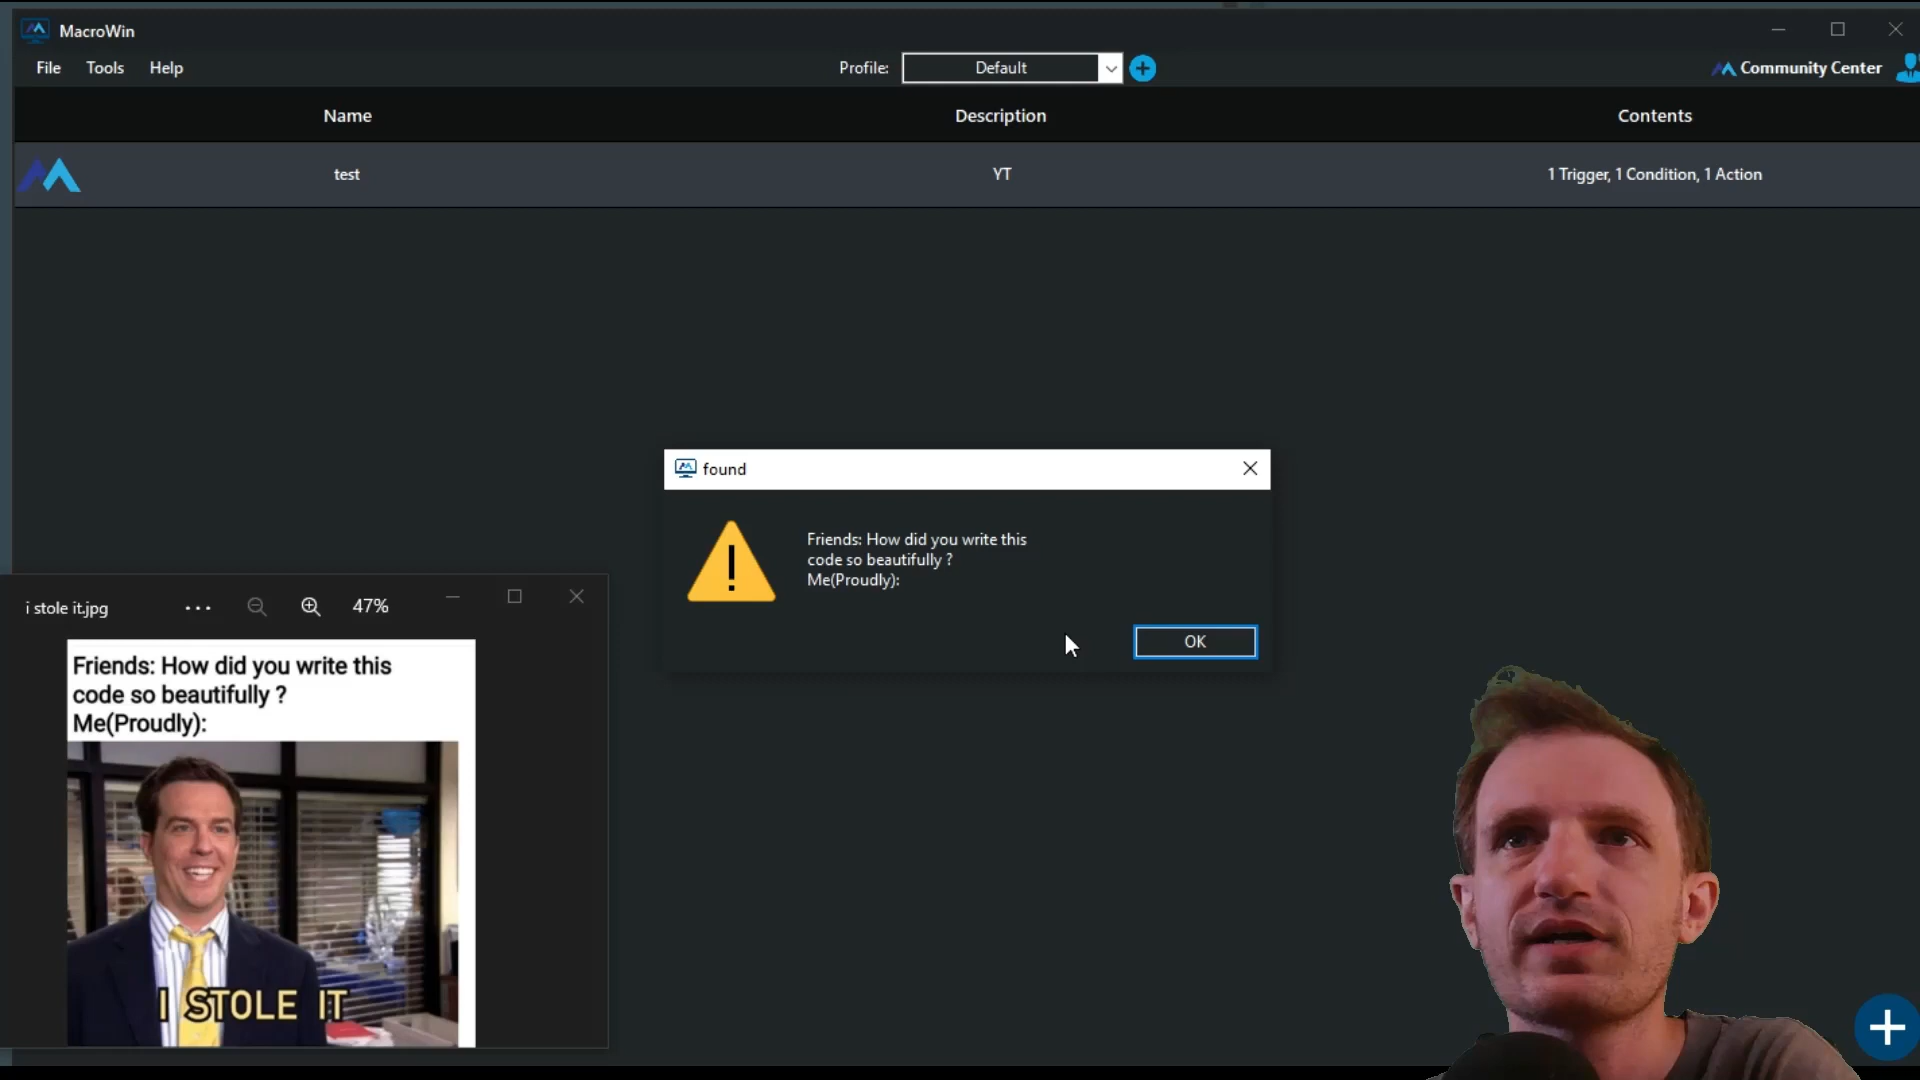 MacroWin
File Tools Help
Profile: Default
Community Center
Name Description Contents
test YT 1 Trigger, 1 Condition, 1 Action
found
Friends: How did you write this
code so beautifully ?
Me(Proudly):
OK
i stole it.jpg ... 47%
Friends: How did you write this
code so beautifully ?
Me(Proudly):
I STOLE IT